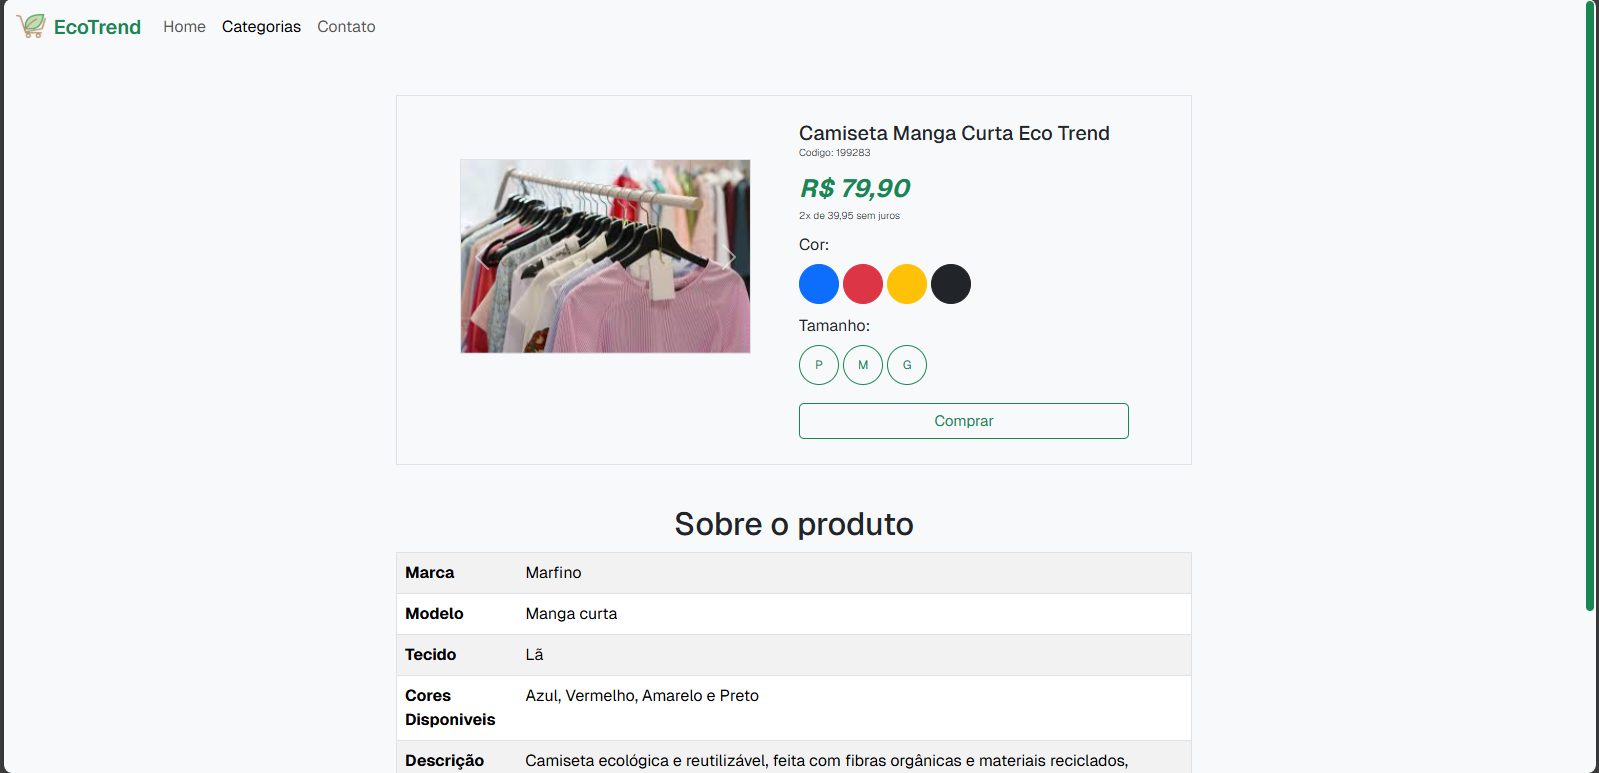 EcoTrend Home Categorias Contato
Camiseta Manga Curta Eco Trend
Codigo: 199283
R$ 79,90
2x de 39,95 sem juros
Cor:
Tamanho:
P M G
Comprar
Sobre o produto
Marca Marfino
Modelo Manga curta
Tecido Lã
Cores Azul, Vermelho, Amarelo e Preto
Disponiveis
Descrição Camiseta ecológica e reutilizável, feita com fibras orgânicas e materiais reciclados,